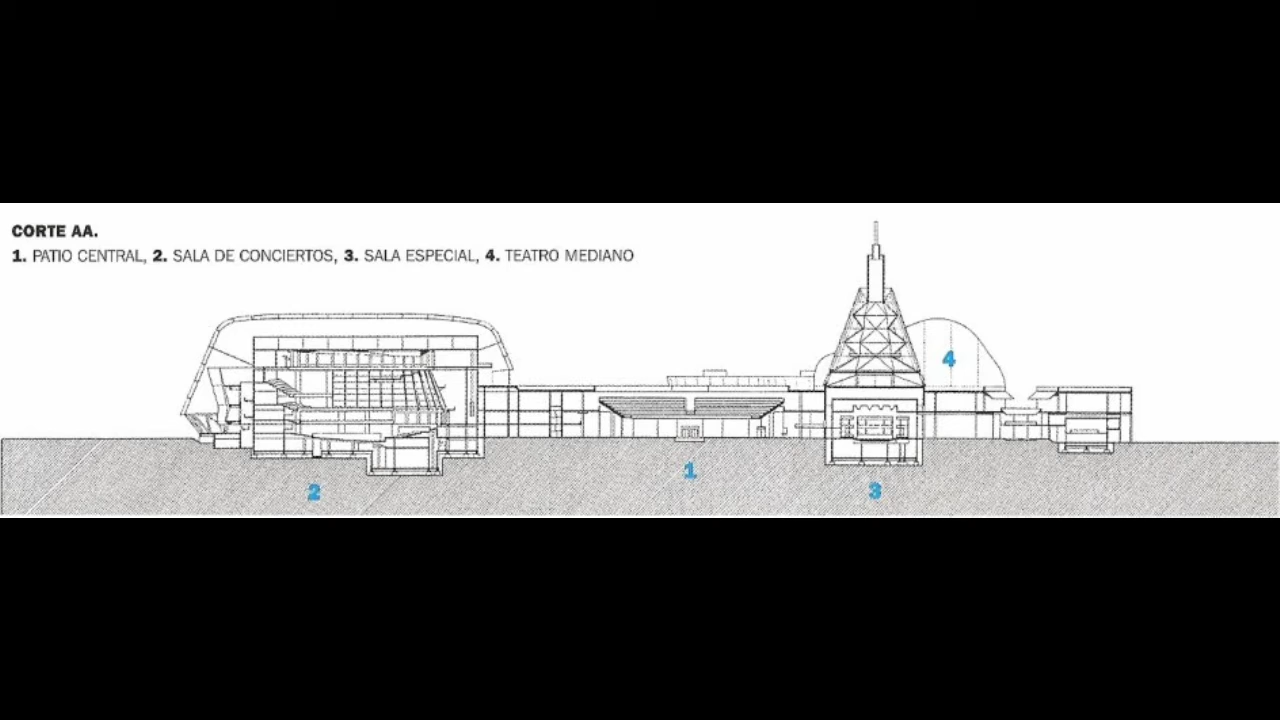 CORTE AA.
1. PATIO CENTRAL, 2. SALA DE CONCIERTOS, 3. SALA ESPECIAL, 4. TEATRO MEDIANO
4
1
2
3